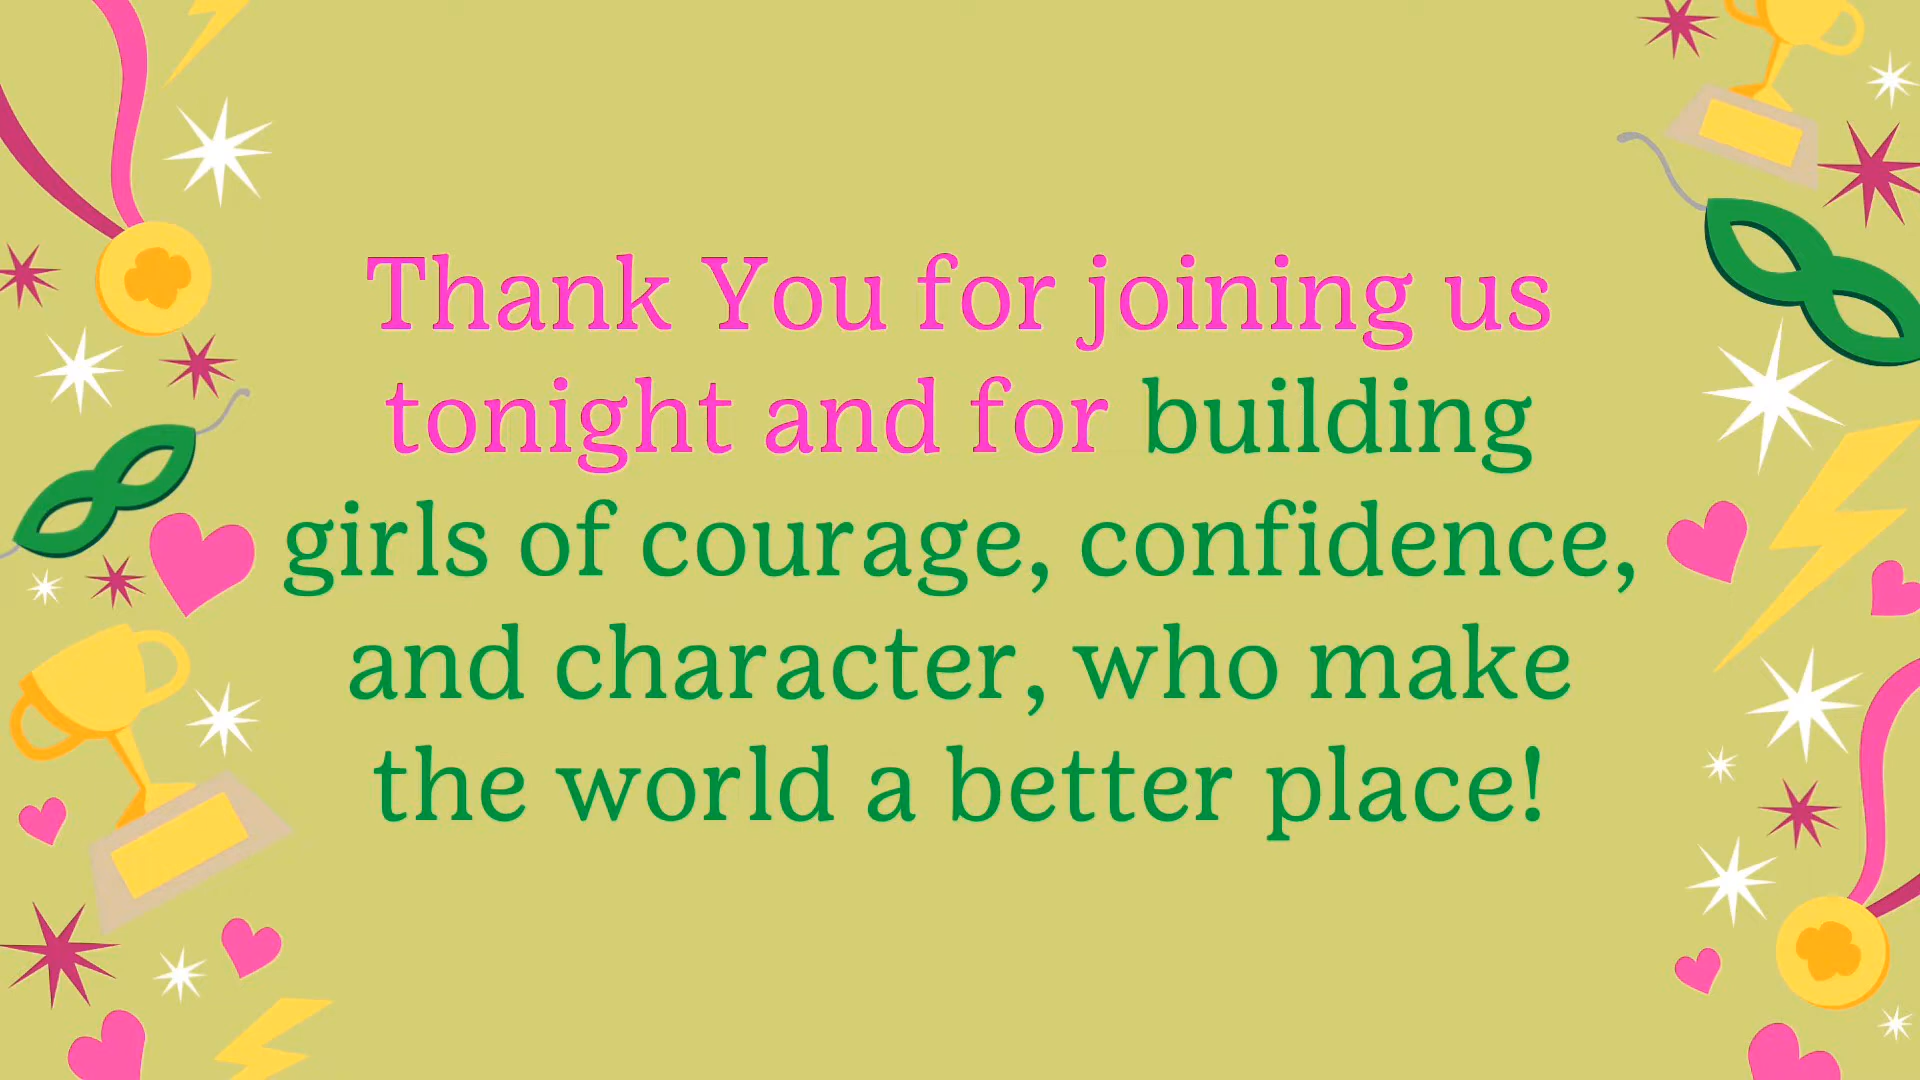 Thank You for joining us
tonight and for building
girls of courage, confidence,
and character, who make
the world a better place!